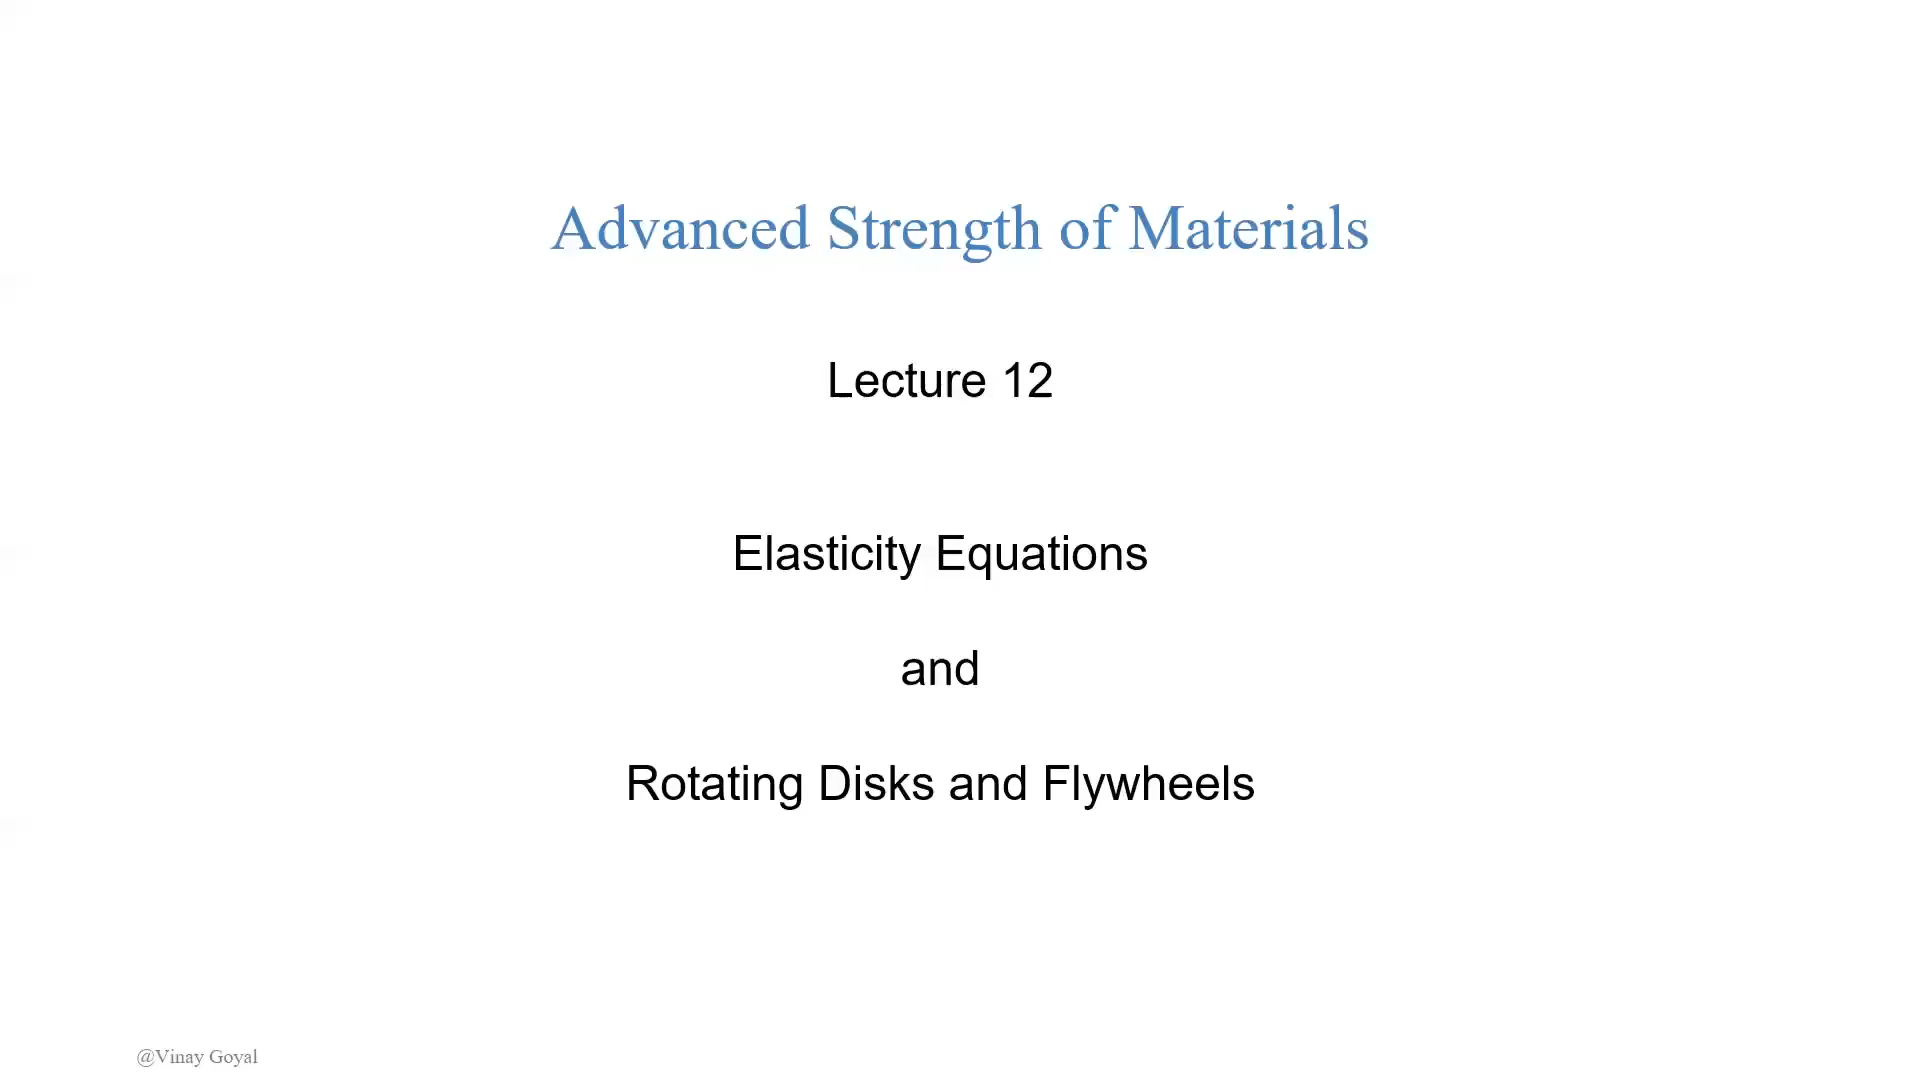 Advanced Strength of Materials
Lecture 12
Elasticity Equations
and
Rotating Disks and Flywheels
@Vinay Goyal